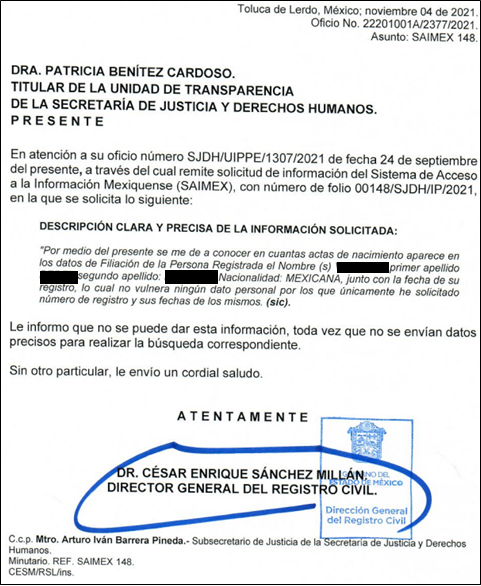 Toluca de Lerdo, México; noviembre 04 de 2021.
Oficio No. 22201001A/2377/2021.
Asunto: SAIMEX 148.
DRA. PATRICIA BENÍTEZ CARDOSO.
TITULAR DE LA UNIDAD DE TRANSPARENCIA
DE LA SECRETARÍA DE JUSTICIA Y DERECHOS HUMANOS.
P R E S E N T E
En atención a su oficio número SJDH/UIPPE/1307/2021 de fecha 24 de septiembre
del presente, a través del cual remite solicitud de información del Sistema de Acceso
a la Información Mexiquense (SAIMEX), con número de folio 00148/SJDH/IP/2021,
en la que se solicita lo siguiente:
DESCRIPCIÓN CLARA Y PRECISA DE LA INFORMACIÓN SOLICITADA:
"Por medio del presente se me de a conocer en cuantas actas de nacimiento aparece en
los datos de Filiación de la Persona Registrada el Nombre (s) primer apellido
segundo apellido: Nacionalidad: MEXICANA, junto con la fecha de su
registro, lo cual no vulnera ningún dato personal por los que únicamente he solicitado
número de registro y sus fechas de los mismos. (sic).
Le informo que no se puede dar esta información, toda vez que no se envían datos
precisos para realizar la búsqueda correspondiente.
Sin otro particular, le envío un cordial saludo.
A T E N T A M E N T E
DR. CÉSAR ENRIQUE SÁNCHEZ MILLÁN.
DIRECTOR GENERAL DEL REGISTRO CIVIL.
GOBIERNO DEL
ESTADO DE MÉXICO
Dirección General
del Registro Civil
C.c.p. Mtro. Arturo Iván Barrera Pineda.- Subsecretario de Justicia de la Secretaría de Justicia y Derechos
Humanos.
Minutario. REF. SAIMEX 148.
CESM/RSL/ins.